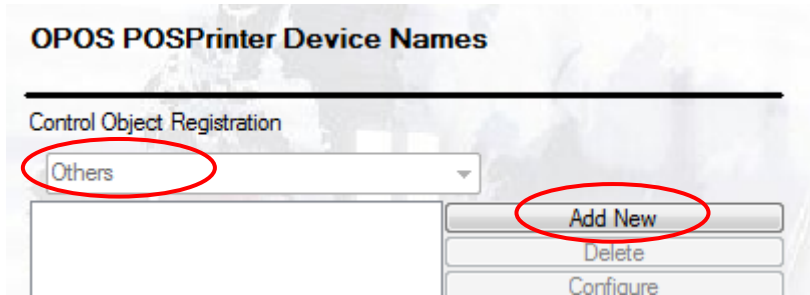 OPOS POSPrinter Device Names
Control Object Registration
Others
Add New
Delete
Configure